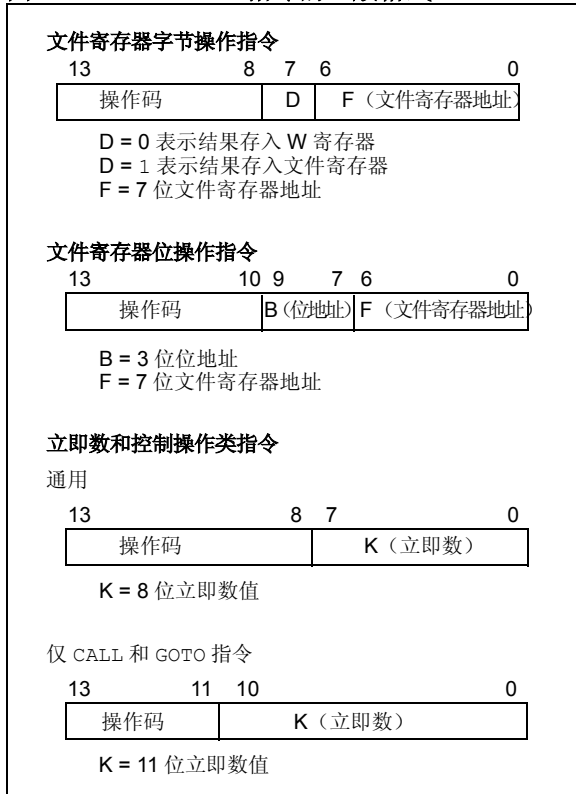 文件寄存器字节操作指令
13 8 7 6 0
操作码 D F（文件寄存器地址）
D = 0 表示结果存入 W 寄存器
D = 1 表示结果存入文件寄存器
F = 7 位文件寄存器地址
文件寄存器位操作指令
13 10 9 7 6 0
操作码 B（位地址） F（文件寄存器地址）
B = 3 位位地址
F = 7 位文件寄存器地址
立即数和控制操作类指令
通用
13 8 7 0
操作码 K（立即数）
K = 8 位立即数值
仅 CALL 和 GOTO 指令
13 11 10 0
操作码 K（立即数）
K = 11 位立即数值